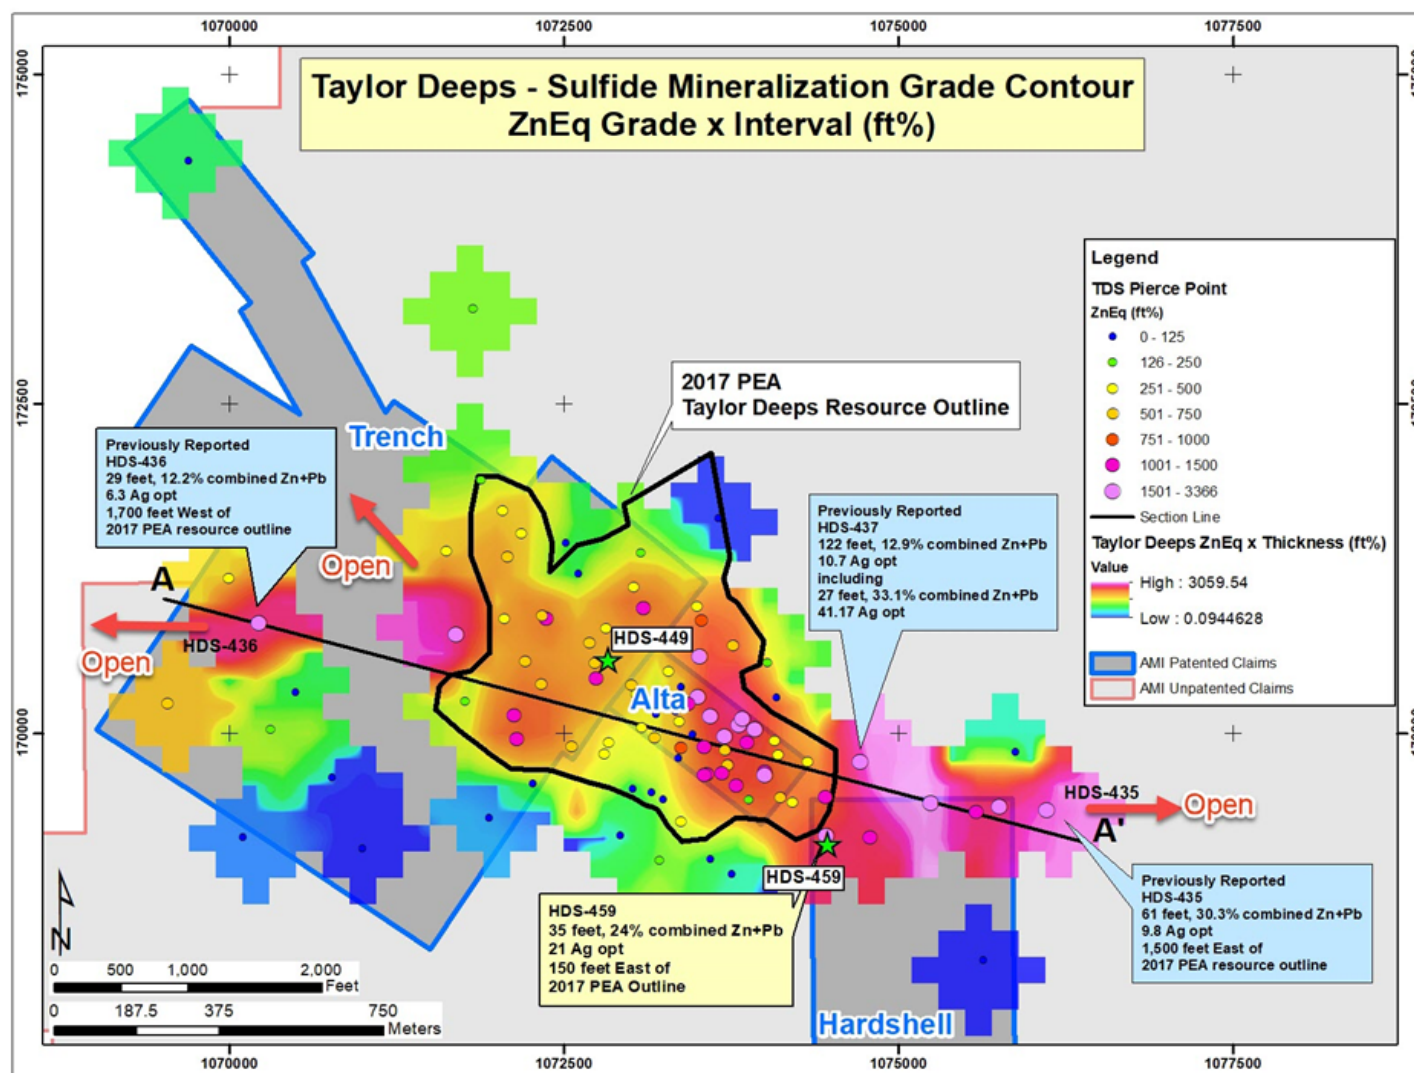 1070000
1072500
1075000
1077500
175000
175000
Taylor Deeps - Sulfide Mineralization Grade Contour
ZnEq Grade x Interval (ft%)
Legend
TDS Pierce Point
ZnEq (ft%)
0 - 125
126 - 250
251 - 500
501 - 750
751 - 1000
1001 - 1500
1501 - 3366
Section Line
Taylor Deeps ZnEq x Thickness (ft%)
Value
High : 3059.54
Low : 0.0944628
AMI Patented Claims
AMI Unpatented Claims
2017 PEA
Taylor Deeps Resource Outline
172500
172500
Trench
Previously Reported
HDS-436
29 feet, 12.2% combined Zn+Pb
6.3 Ag opt
1,700 feet West of
2017 PEA resource outline
Previously Reported
HDS-437
122 feet, 12.9% combined Zn+Pb
10.7 Ag opt
including
27 feet, 33.1% combined Zn+Pb
41.17 Ag opt
Open
A
HDS-436
Open
HDS-449
Alta
170000
170000
HDS-435
Open
A'
HDS-459
HDS-459
35 feet, 24% combined Zn+Pb
21 Ag opt
150 feet East of
2017 PEA Outline
Previously Reported
HDS-435
61 feet, 30.3% combined Zn+Pb
9.8 Ag opt
1,500 feet East of
2017 PEA resource outline
N
0 500 1,000 2,000
Feet
0 187.5 375 750
Meters
Hardshell
1070000
1072500
1075000
1077500